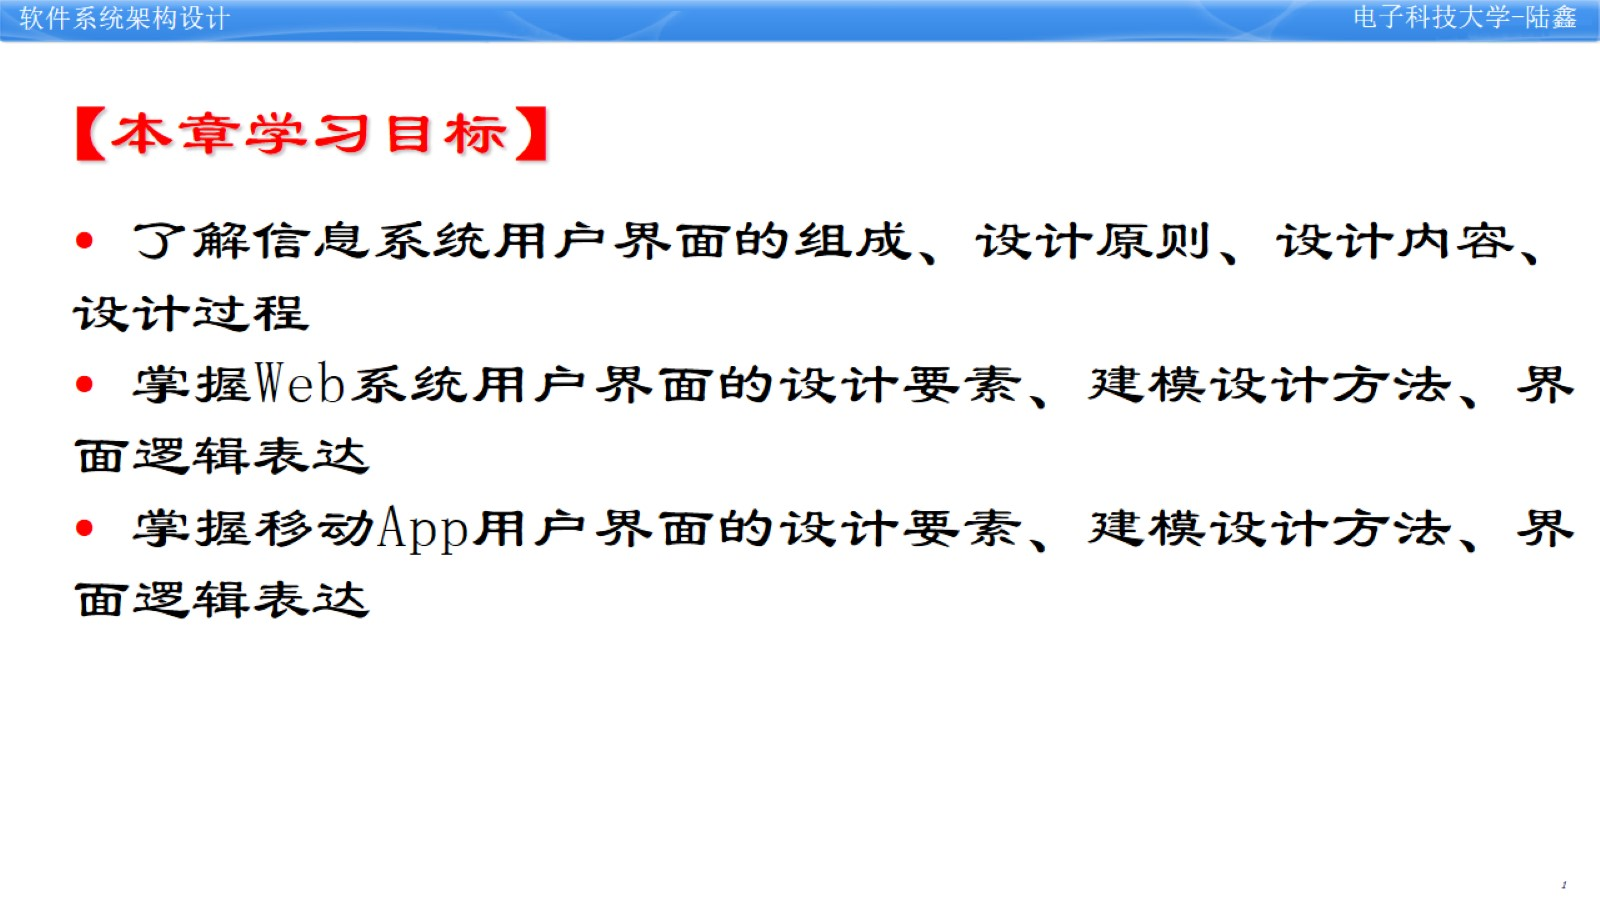 软件系统架构设计
电子科技大学-陆鑫
【本章学习目标】
• 了解信息系统用户界面的组成、设计原则、设计内容、
设计过程
• 掌握Web系统用户界面的设计要素、建模设计方法、界
面逻辑表达
• 掌握移动App用户界面的设计要素、建模设计方法、界
面逻辑表达
1